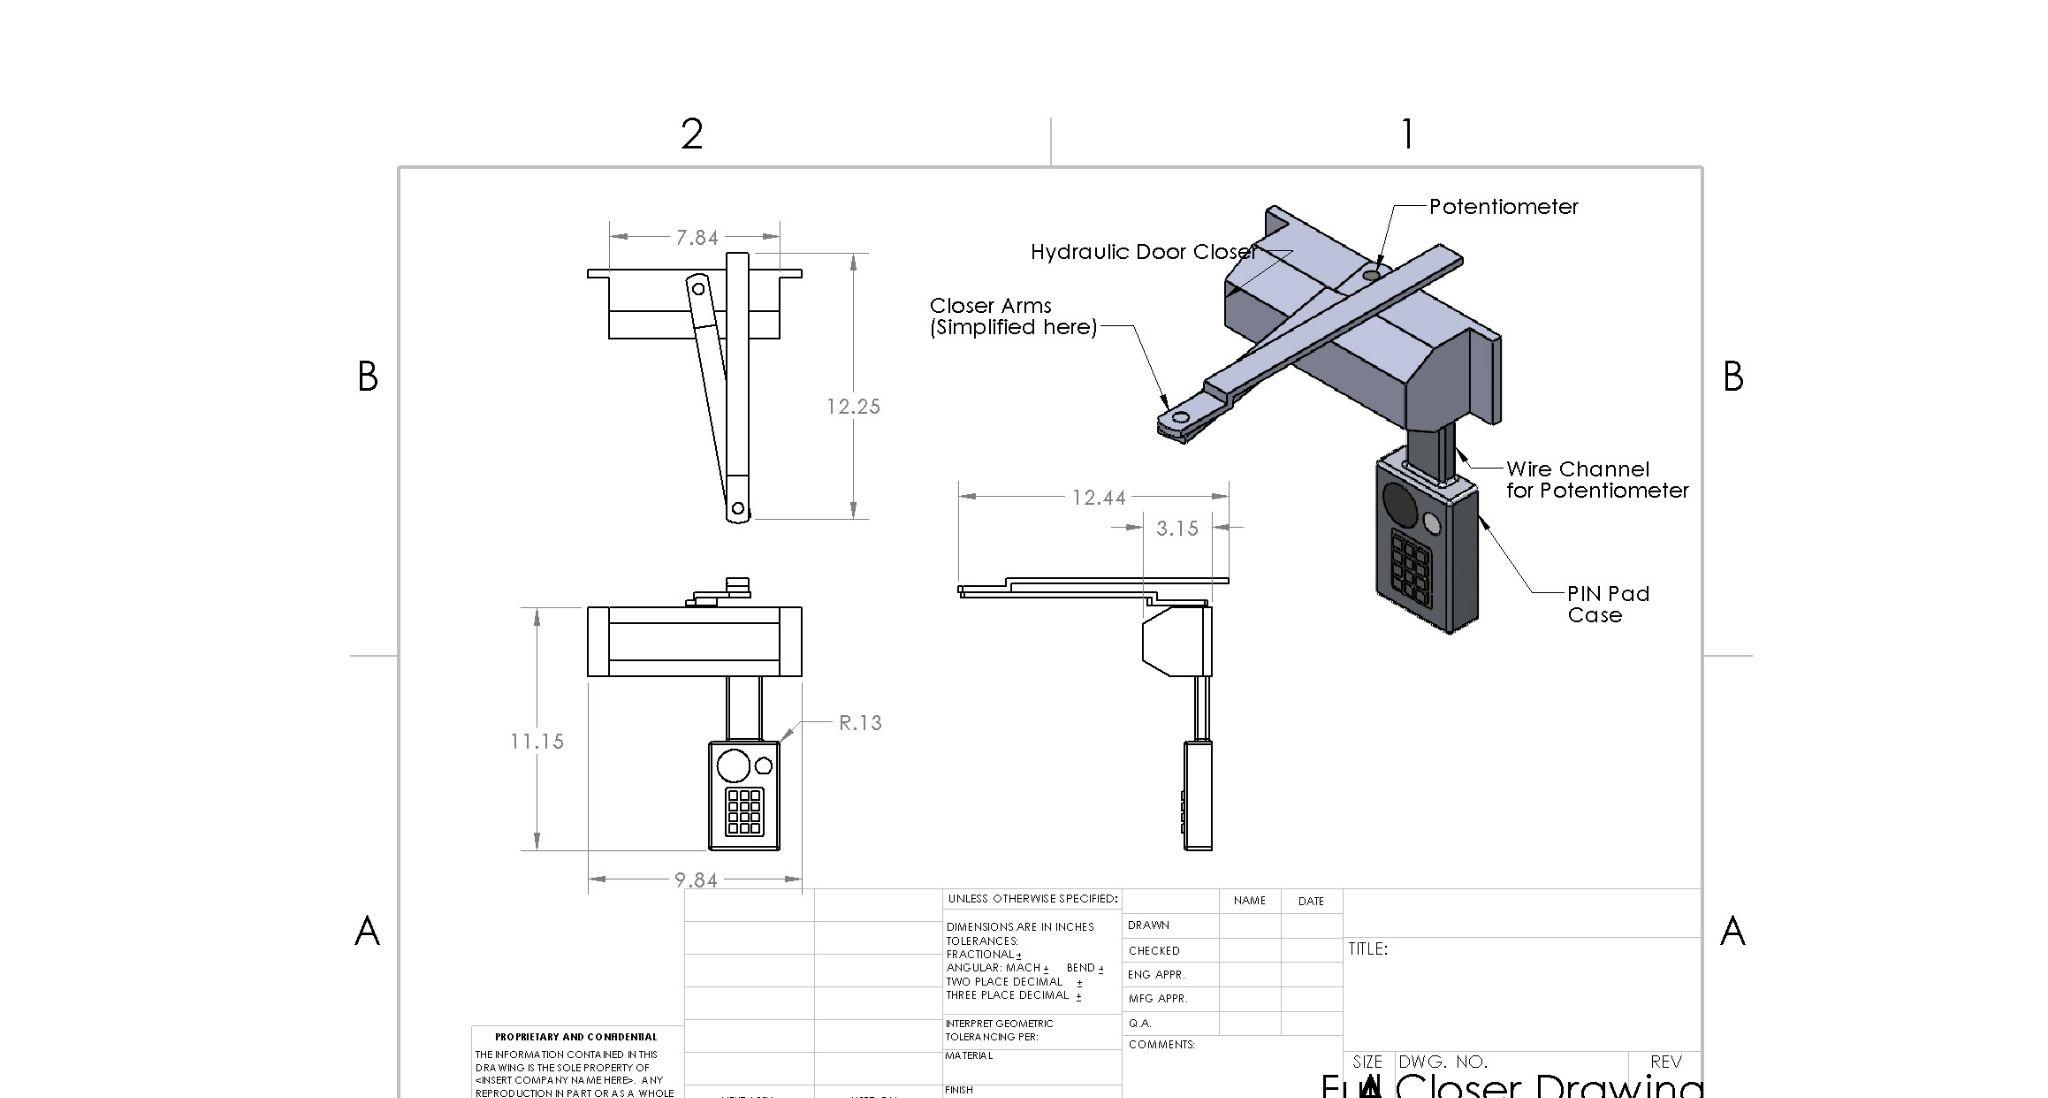 2
1
Potentiometer
7.84
Hydraulic Door Closer
Closer Arms
(Simplified here)
B
B
12.25
Wire Channel
for Potentiometer
12.44
3.15
PIN Pad
Case
R.13
11.15
9.84
A
A
UNLESS OTHERWISE SPECIFIED:
NAME
DATE
DIMENSIONS ARE IN INCHES
TOLERANCES:
FRACTIONAL ±
ANGULAR: MACH ± BEND ±
TWO PLACE DECIMAL ±
THREE PLACE DECIMAL ±
DRAWN
CHECKED
ENG APPR.
MFG APPR.
Q.A.
COMMENTS:
TITLE:
INTERPRET GEOMETRIC
TOLERANCING PER:
MATERIAL
FINISH
PROPRIETARY AND CONFIDENTIAL
THE INFORMATION CONTAINED IN THIS
DRAWING IS THE SOLE PROPERTY OF
<INSERT COMPANY NAME HERE>. ANY
REPRODUCTION IN PART OR AS A WHOLE
SIZE
DWG. NO.
REV
A
Full Closer Drawing